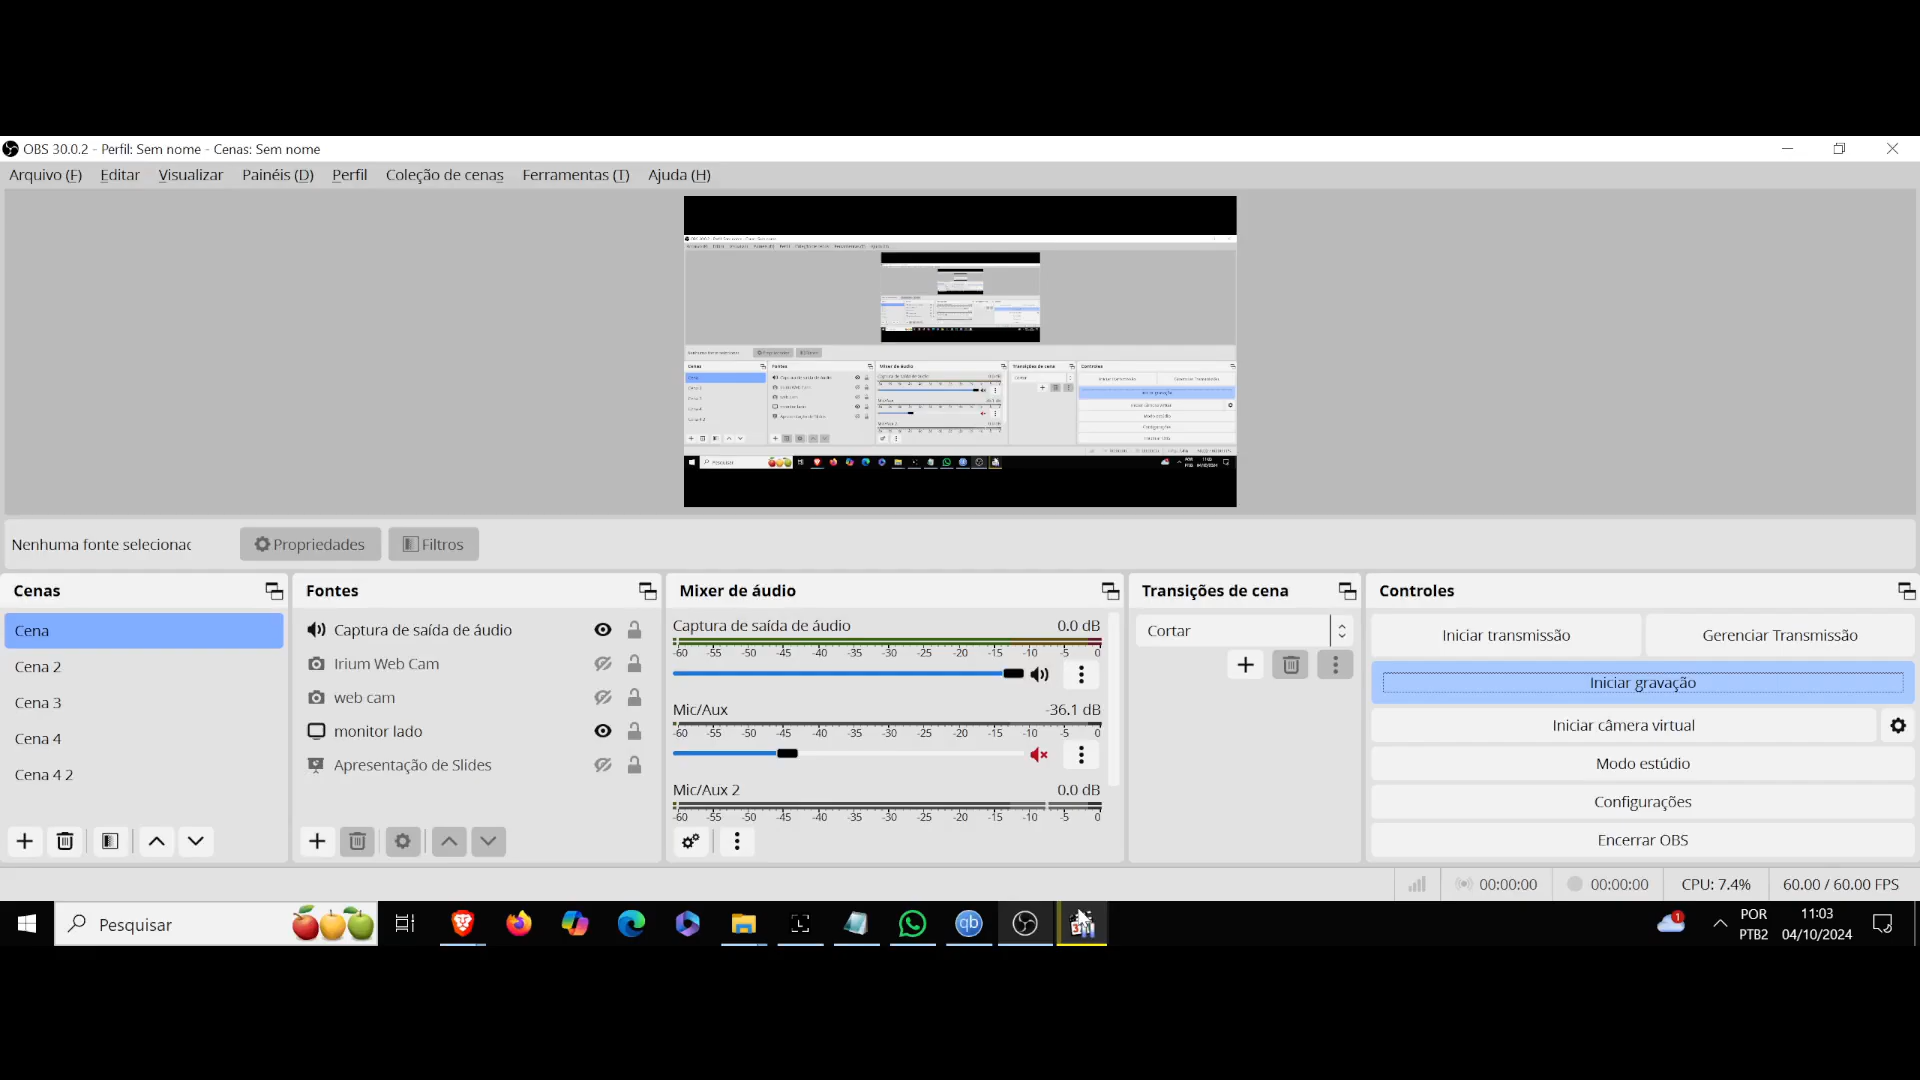 OBS 30.0.2 - Perfil: Sem nome - Cenas: Sem nome
Arquivo (F) Editar Visualizar Painéis (D) Perfil Coleção de cenas Ferramentas (T) Ajuda (H)
Nenhuma fonte selecionac Propriedades Filtros
Cenas
Cena
Cena 2
Cena 3
Cena 4
Cena 4 2
Fontes
Captura de saída de áudio
Irium Web Cam
web cam
monitor lado
Apresentação de Slides
Mixer de áudio
Captura de saída de áudio 0.0 dB
-60 -55 -50 -45 -40 -35 -30 -25 -20 -15 -10 -5 0
Mic/Aux -36.1 dB
-60 -55 -50 -45 -40 -35 -30 -25 -20 -15 -10 -5 0
Mic/Aux 2 0.0 dB
-60 -55 -50 -45 -40 -35 -30 -25 -20 -15 -10 -5 0
Transições de cena
Cortar
Controles
Iniciar transmissão Gerenciar Transmissão
Iniciar gravação
Iniciar câmera virtual
Modo estúdio
Configurações
Encerrar OBS
00:00:00 00:00:00 CPU: 7.4% 60.00 / 60.00 FPS
Pesquisar
qb
31
1
POR
PTB2
11:03
04/10/2024